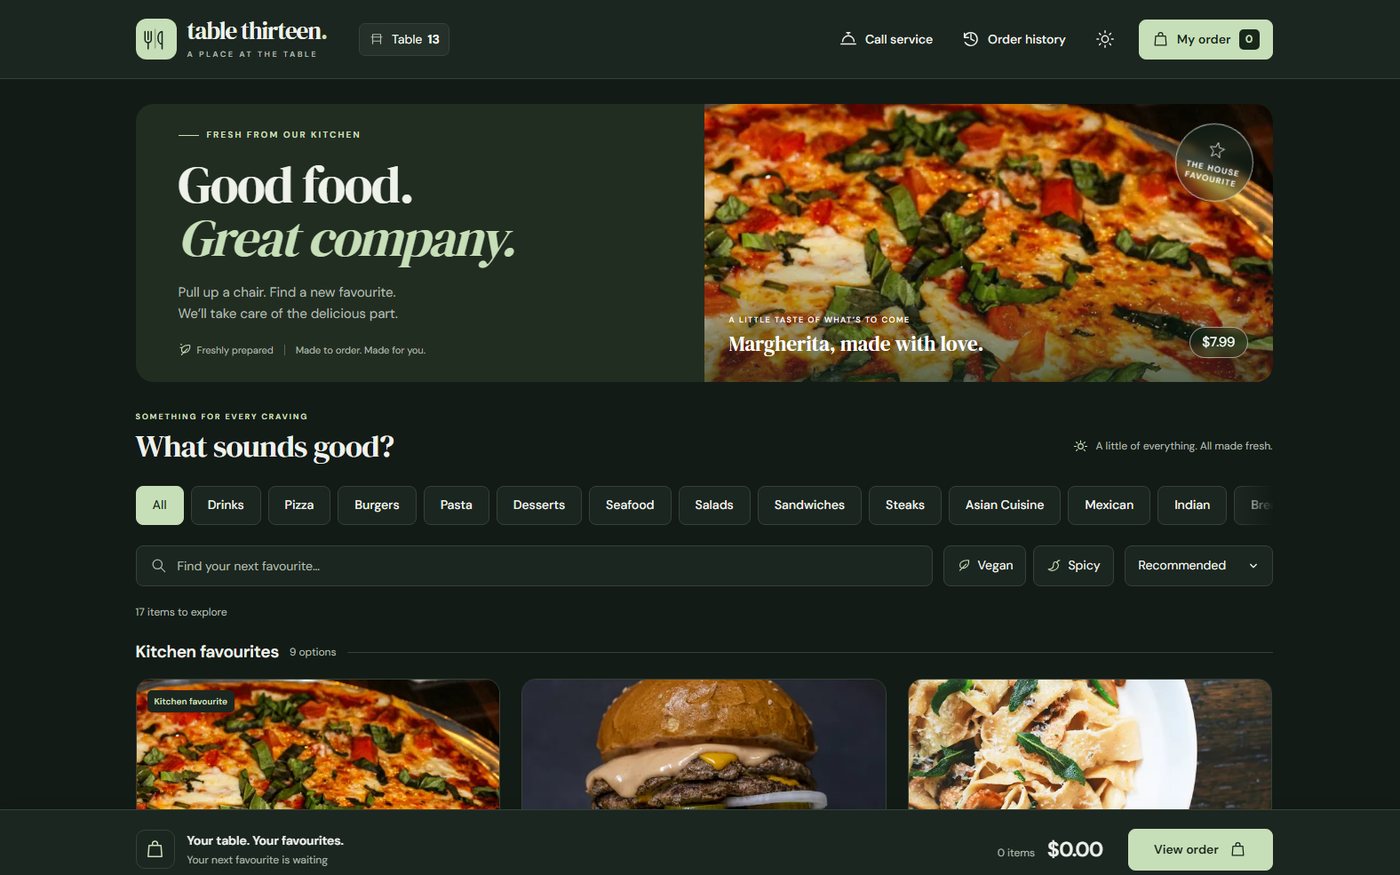 table thirteen.
A PLACE AT THE TABLE
Table 13
Call service
Order history
My order 0
FRESH FROM OUR KITCHEN
Good food.
Great company.
Pull up a chair. Find a new favourite.
We'll take care of the delicious part.
Freshly prepared
Made to order. Made for you.
THE HOUSE
FAVOURITE
A LITTLE TASTE OF WHAT'S TO COME
Margherita, made with love.
$7.99
SOMETHING FOR EVERY CRAVING
What sounds good?
A little of everything. All made fresh.
All
Drinks
Pizza
Burgers
Pasta
Desserts
Seafood
Salads
Sandwiches
Steaks
Asian Cuisine
Mexican
Indian
Bre
Find your next favourite...
Vegan
Spicy
Recommended
17 items to explore
Kitchen favourites 9 options
Kitchen favourite
Your table. Your favourites.
Your next favourite is waiting
0 items $0.00
View order